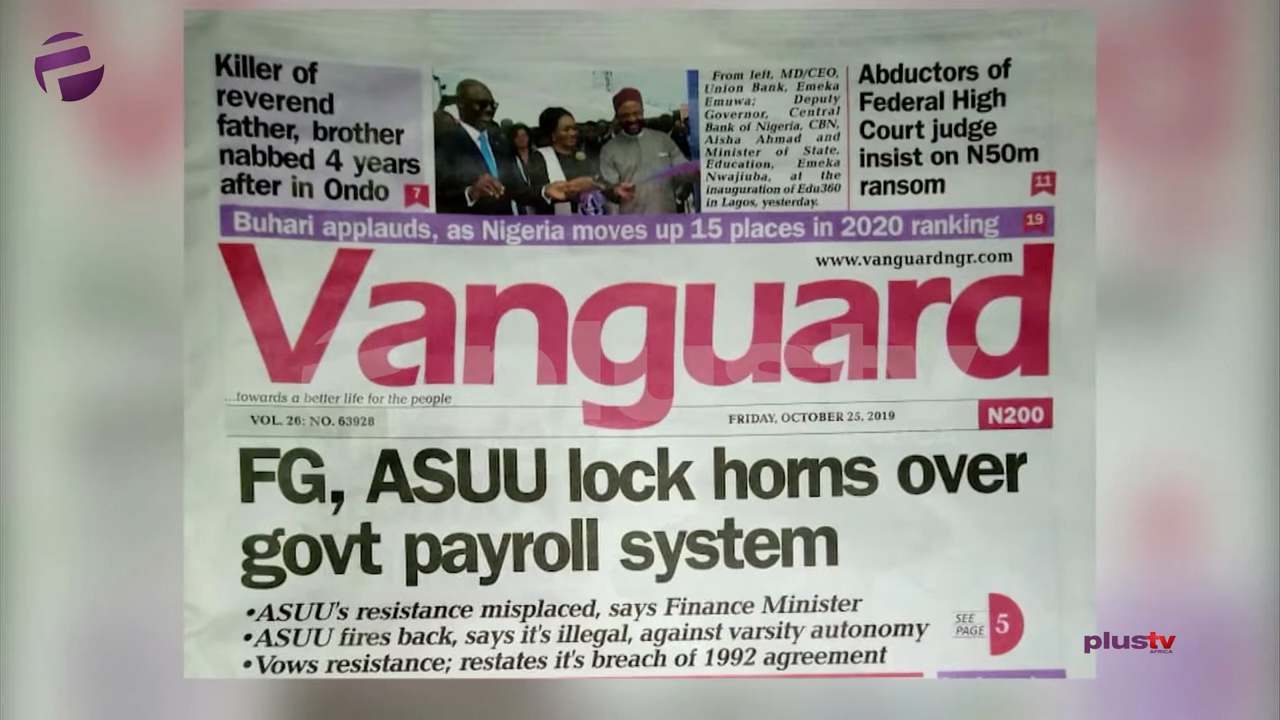 Killer of
reverend
father, brother
nabbed 4 years
after in Ondo 7
From left, MD/CEO,
Union Bank, Emeka
Emuwa; Deputy
Governor, Central
Bank of Nigeria, CBN,
Aisha Ahmad and
Minister of State,
Education, Emeka
Nwajiuba, at the
inauguration of Edu360
in Lagos, yesterday.
Abductors of
Federal High
Court judge
insist on N50m
ransom 11
Buhari applauds, as Nigeria moves up 15 places in 2020 ranking 19
www.vanguardngr.com
Vanguard
...towards a better life for the people
VOL. 26: NO. 63928
FRIDAY, OCTOBER 25, 2019
N200
FG, ASUU lock horns over
govt payroll system
•ASUU's resistance misplaced, says Finance Minister
•ASUU fires back, says it's illegal, against varsity autonomy
•Vows resistance; restates it's breach of 1992 agreement
SEE
PAGE 5
plustv
AFRICA